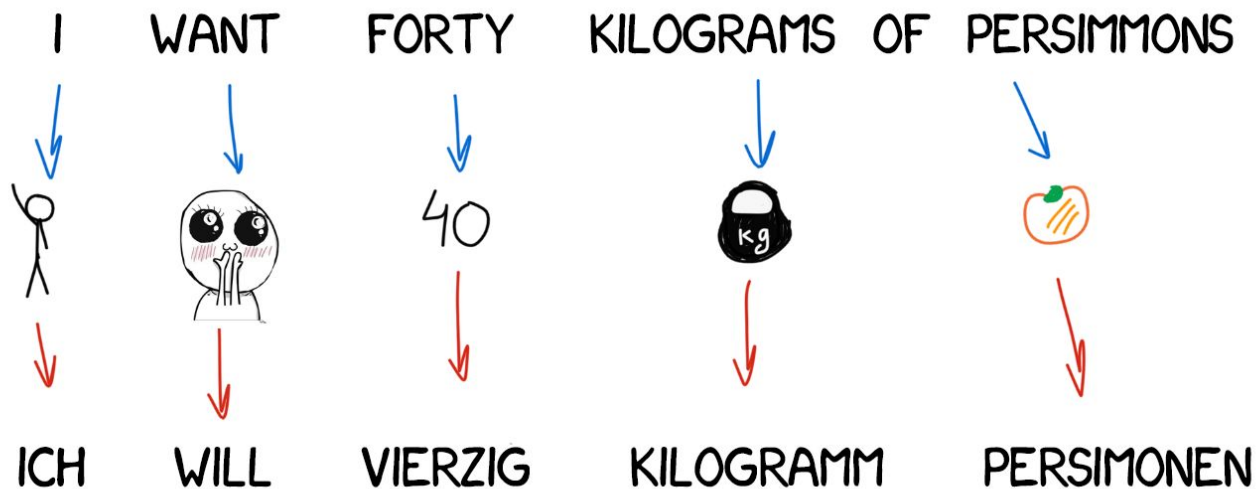 I WANT FORTY KILOGRAMS OF PERSIMMONS
40
kg
ICH WILL VIERZIG KILOGRAMM PERSIMONEN